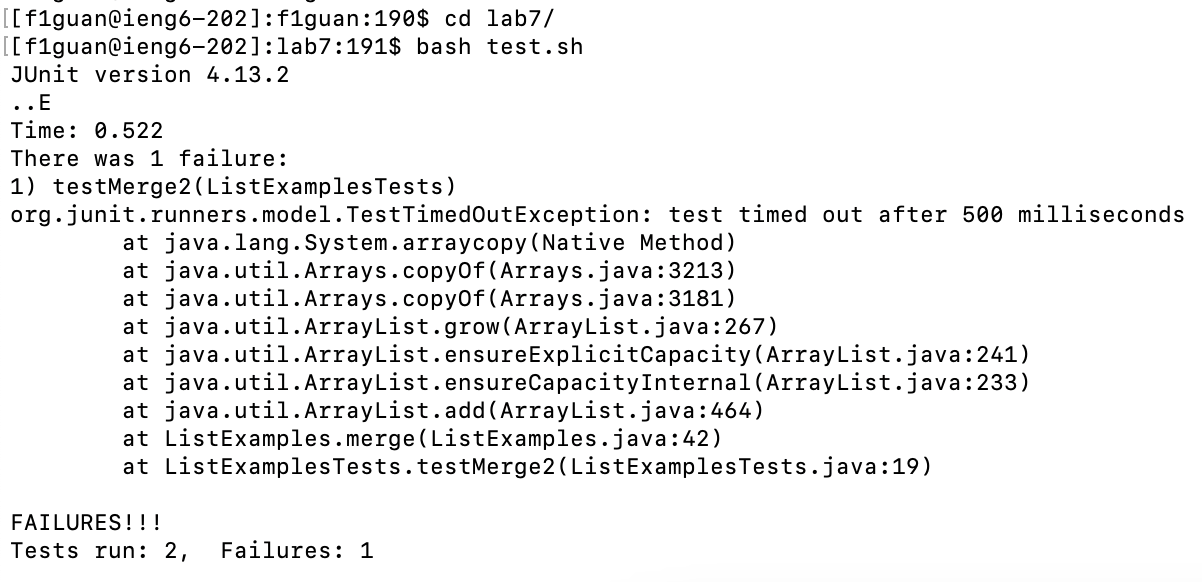 [[f1guan@ieng6-202]:f1guan:190$ cd lab7/
[[f1guan@ieng6-202]:lab7:191$ bash test.sh
JUnit version 4.13.2
..E
Time: 0.522
There was 1 failure:
1) testMerge2(ListExamplesTests)
org.junit.runners.model.TestTimedOutException: test timed out after 500 milliseconds
        at java.lang.System.arraycopy(Native Method)
        at java.util.Arrays.copyOf(Arrays.java:3213)
        at java.util.Arrays.copyOf(Arrays.java:3181)
        at java.util.ArrayList.grow(ArrayList.java:267)
        at java.util.ArrayList.ensureExplicitCapacity(ArrayList.java:241)
        at java.util.ArrayList.ensureCapacityInternal(ArrayList.java:233)
        at java.util.ArrayList.add(ArrayList.java:464)
        at ListExamples.merge(ListExamples.java:42)
        at ListExamplesTests.testMerge2(ListExamplesTests.java:19)

FAILURES!!!
Tests run: 2,  Failures: 1